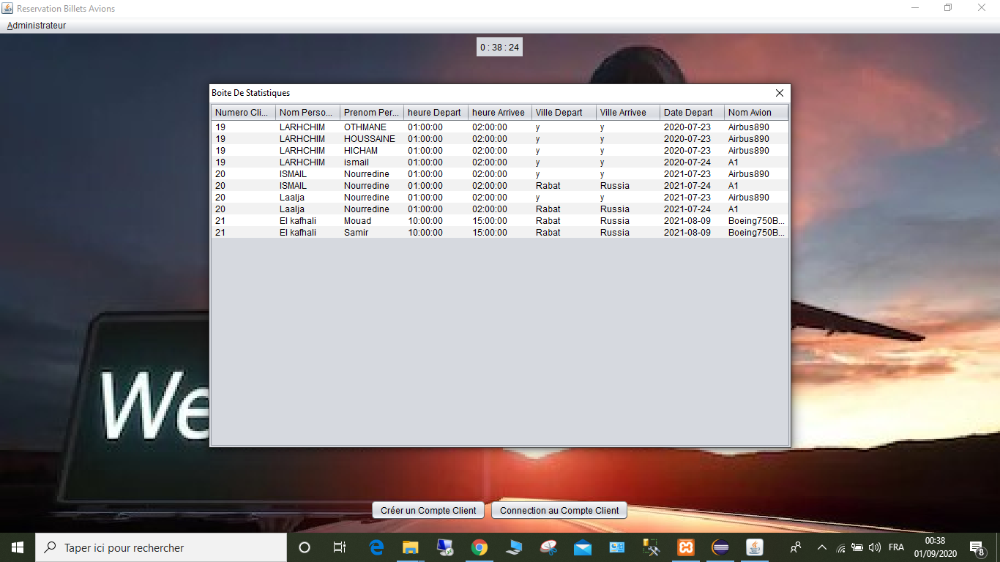 Reservation Billets Avions
Administrateur
0 : 38 : 24
Boite De Statistiques
Numero Cli... Nom Perso... Prenom Per... heure Depart heure Arrivee Ville Depart Ville Arrivee Date Depart Nom Avion
19 LARHCHIM OTHMANE 01:00:00 02:00:00 y y 2020-07-23 Airbus890
19 LARHCHIM HOUSSAINE 01:00:00 02:00:00 y y 2020-07-23 Airbus890
19 LARHCHIM HICHAM 01:00:00 02:00:00 y y 2020-07-23 Airbus890
19 LARHCHIM ismail 01:00:00 02:00:00 y y 2020-07-24 A1
20 ISMAIL Nourredine 01:00:00 02:00:00 y y 2021-07-23 Airbus890
20 ISMAIL Nourredine 01:00:00 02:00:00 Rabat Russia 2021-07-24 A1
20 Laalja Nourredine 01:00:00 02:00:00 y y 2021-07-23 Airbus890
20 Laalja Nourredine 01:00:00 02:00:00 Rabat Russia 2021-07-24 A1
21 El kafhali Mouad 10:00:00 15:00:00 Rabat Russia 2021-08-09 Boeing750B...
21 El kafhali Samir 10:00:00 15:00:00 Rabat Russia 2021-08-09 Boeing750B...
We
Créer un Compte Client Connection au Compte Client
Taper ici pour rechercher
FRA
00:38
01/09/2020
8